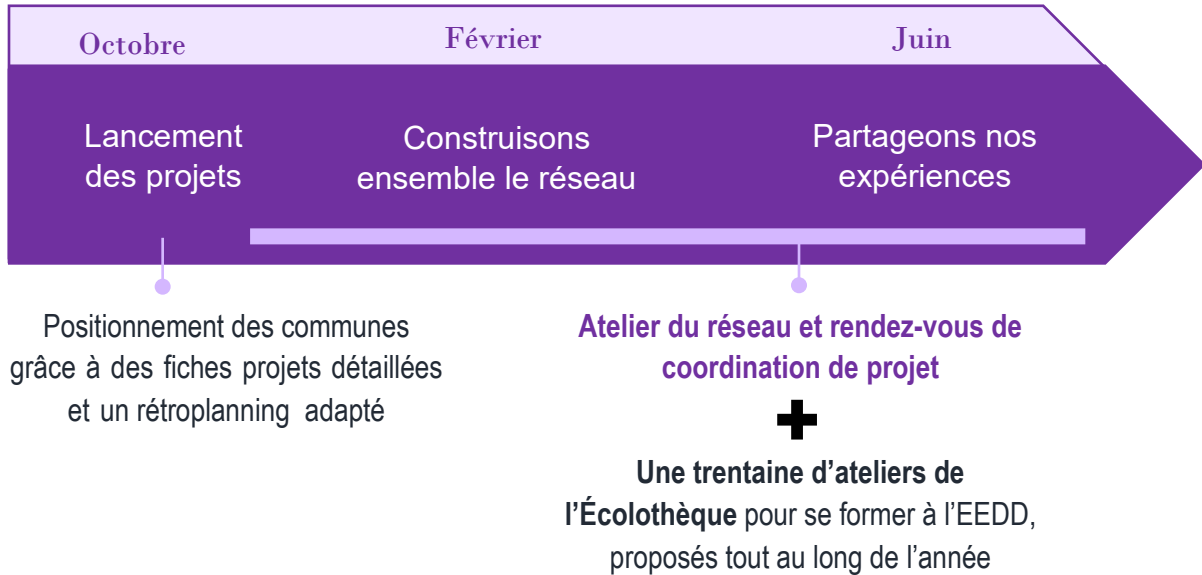 Octobre
Février
Juin
Lancement
des projets
Construisons
ensemble le réseau
Partageons nos
expériences
Positionnement des communes
grâce à des fiches projets détaillées
et un rétroplanning adapté
Atelier du réseau et rendez-vous de
coordination de projet
+
Une trentaine d’ateliers de
l’Écolothèque pour se former à l’EEDD,
proposés tout au long de l’année